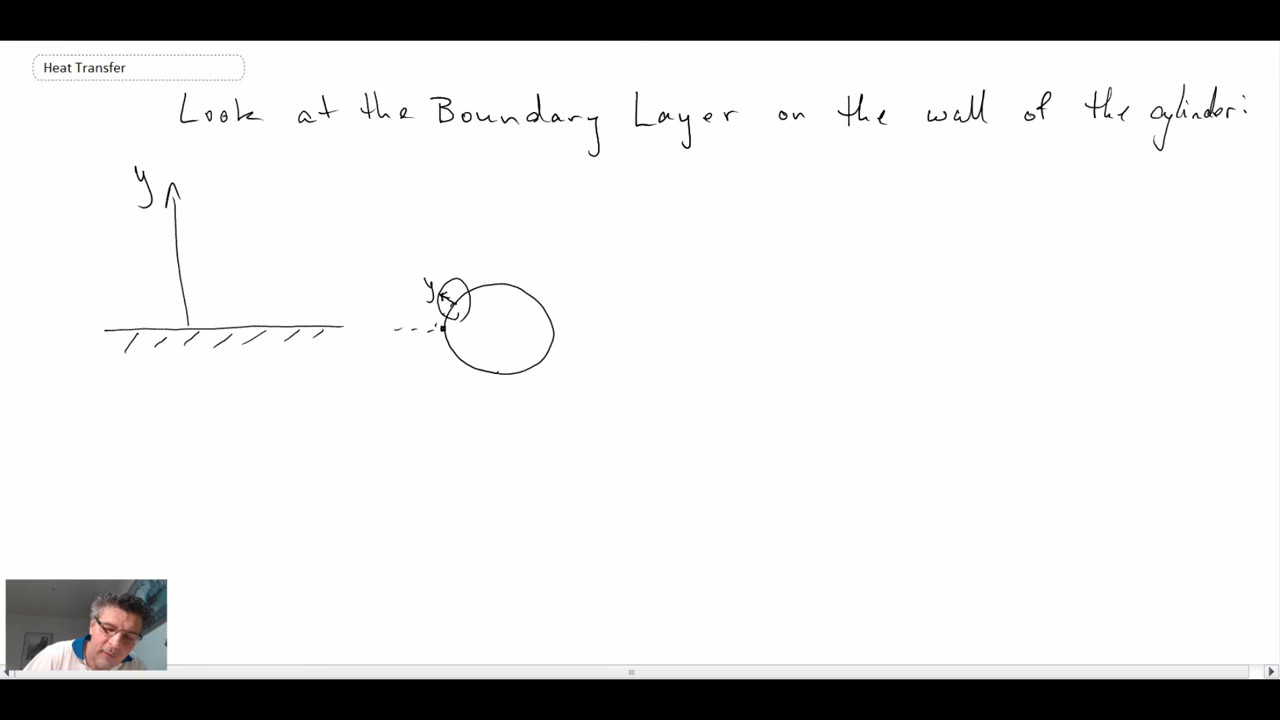 Heat Transfer
Look at the Boundary Layer on the wall of the cylinder:
y
y